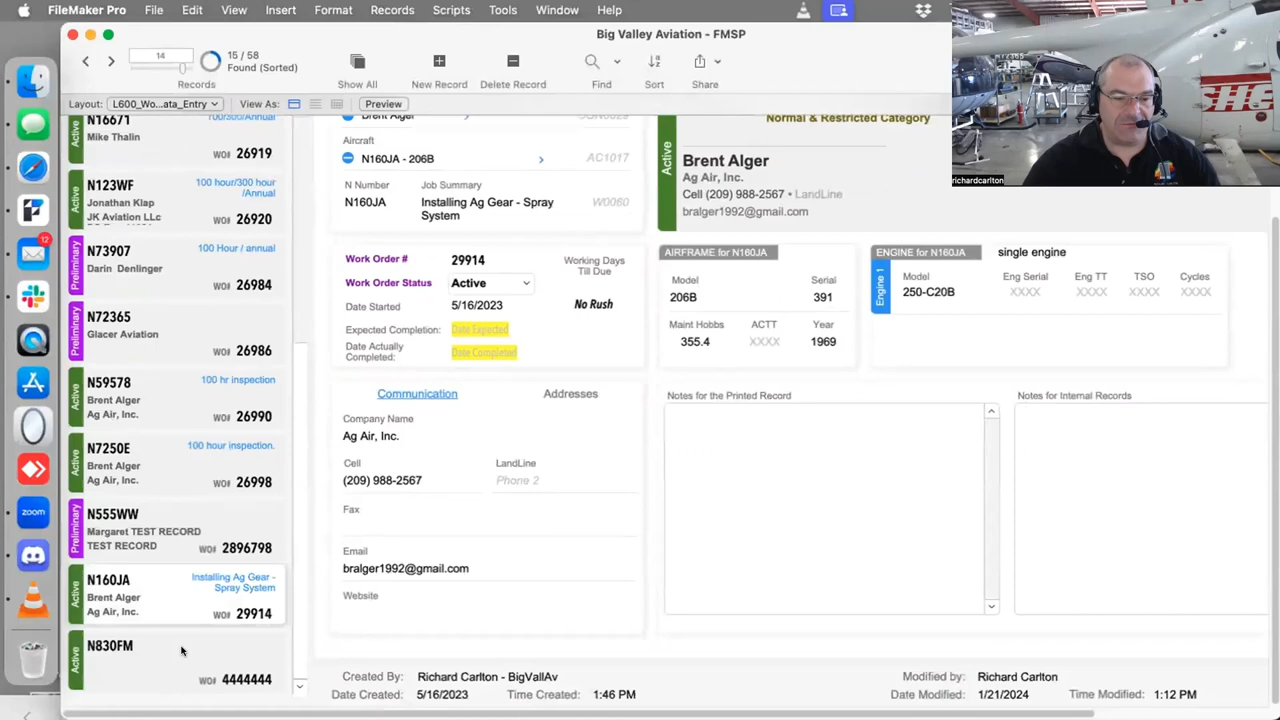 FileMaker Pro File Edit View Insert Format Records Scripts Tools Window Help
Big Valley Aviation - FMSP
14
15 / 58
Found (Sorted)
Records
Show All
New Record
Delete Record
Find
Sort
Share
Layout: L600_Wo...ata_Entry View As: Preview
N16671
100/300/Annual
Mike Thalin
WO# 26919
Active
N123WF
100 hour/300 hour
/Annual
Jonathan Klap
JK Aviation LLc
WO# 26920
Active
N73907
100 Hour / annual
Darin Denlinger
WO# 26984
Preliminary
N72365
Glacer Aviation
WO# 26986
Preliminary
N59578
100 hr inspection
Brent Alger
Ag Air, Inc.
WO# 26990
Active
N7250E
100 hour inspection.
Brent Alger
Ag Air, Inc.
WO# 26998
Active
N555WW
Margaret TEST RECORD
TEST RECORD
WO# 2896798
Preliminary
N160JA
Installing Ag Gear -
Spray System
Brent Alger
Ag Air, Inc.
WO# 29914
Active
N830FM
WO# 4444444
Active
Brent Alger
Aircraft
N160JA - 206B
AC1017
N Number
Job Summary
N160JA
Installing Ag Gear - Spray
System
W0060
Normal & Restricted Category
Active
Brent Alger
Ag Air, Inc.
Cell (209) 988-2567 • LandLine
bralger1992@gmail.com
Work Order # 29914
Work Order Status Active
Date Started 5/16/2023
Expected Completion: Date Expected
Date Actually
Completed: Date Completed
Working Days
Till Due
No Rush
AIRFRAME for N160JA
Model
206B
Serial
391
Maint Hobbs
355.4
ACTT
XXXX
Year
1969
ENGINE for N160JA
single engine
Engine 1
Model
250-C20B
Eng Serial
XXXX
Eng TT
XXXX
TSO
XXXX
Cycles
XXXX
Communication
Addresses
Company Name
Ag Air, Inc.
Cell
(209) 988-2567
LandLine
Phone 2
Fax
Email
bralger1992@gmail.com
Website
Notes for the Printed Record
Notes for Internal Records
Created By: Richard Carlton - BigVallAv
Date Created: 5/16/2023 Time Created: 1:46 PM
Modified by: Richard Carlton
Date Modified: 1/21/2024 Time Modified: 1:12 PM
12
zoom
richardcarlton